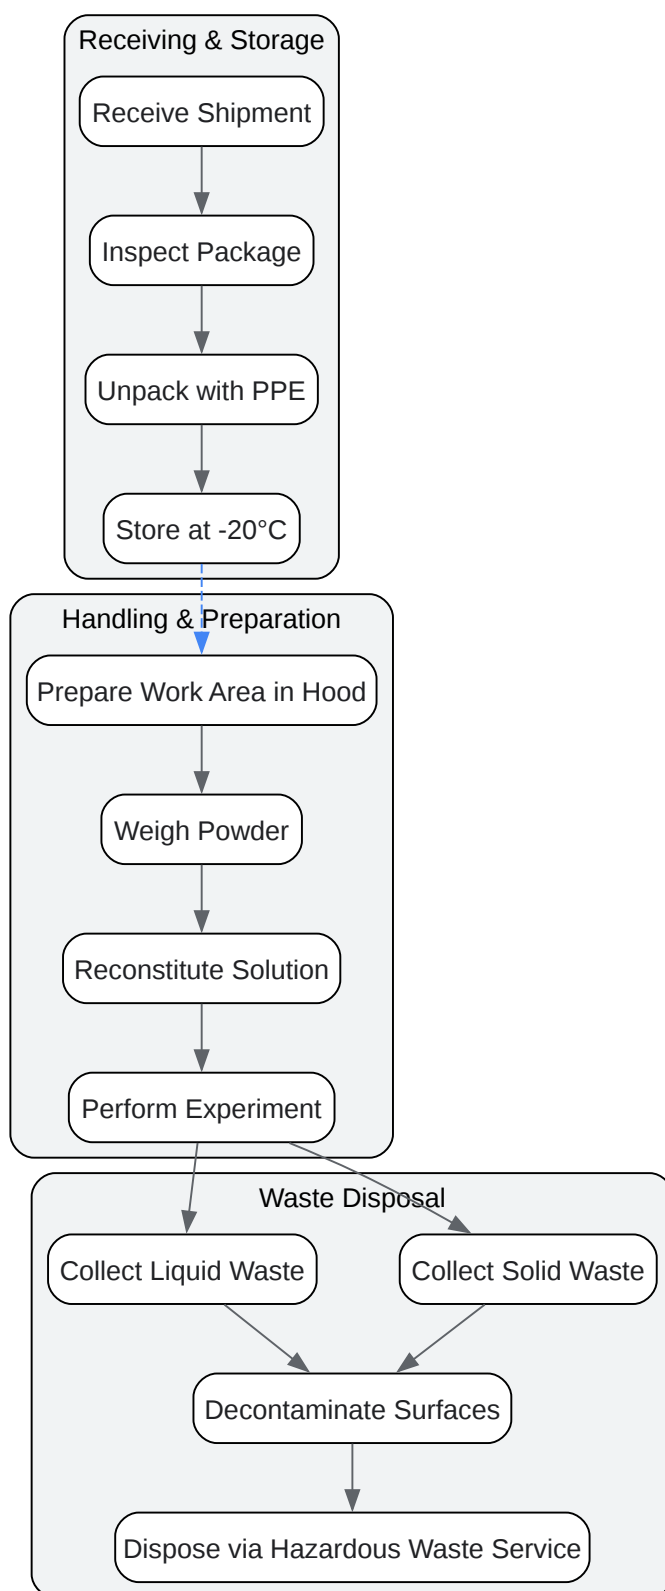 Receiving & Storage
Receive Shipment
Inspect Package
Unpack with PPE
Store at -20°C
Handling & Preparation
Prepare Work Area in Hood
Weigh Powder
Reconstitute Solution
Perform Experiment
Waste Disposal
Collect Liquid Waste
Collect Solid Waste
Decontaminate Surfaces
Dispose via Hazardous Waste Service